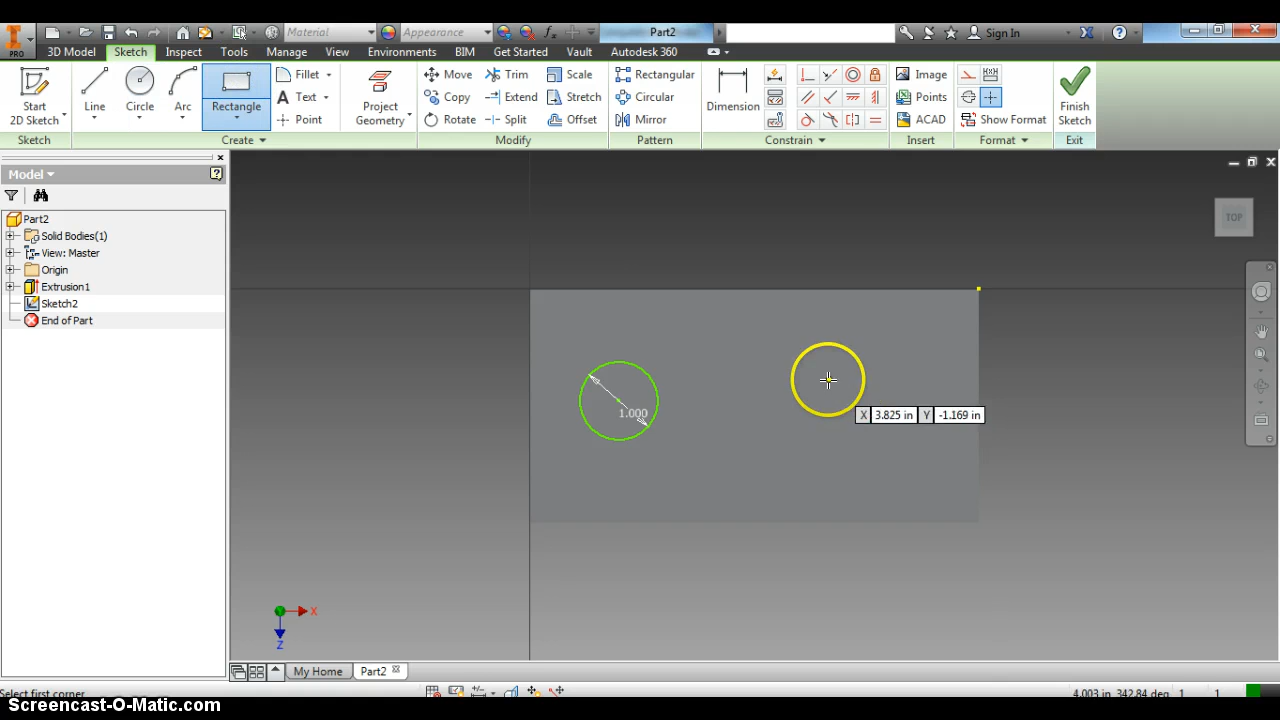 Material
Appearance
Part2
Sign In
PRO
3D Model
Sketch
Inspect
Tools
Manage
View
Environments
BIM
Get Started
Vault
Autodesk 360
Start
2D Sketch
Line
Circle
Arc
Rectangle
Fillet
Text
Point
Project
Geometry
Move
Trim
Scale
Copy
Extend
Stretch
Rotate
Split
Offset
Rectangular
Circular
Mirror
Dimension
Image
Points
ACAD
Show Format
Finish
Sketch
Sketch
Create
Modify
Pattern
Constrain
Insert
Format
Exit
Model
Part2
Solid Bodies(1)
View: Master
Origin
Extrusion1
Sketch2
End of Part
TOP
1.000
X 3.825 in Y -1.169 in
X
Z
My Home
Part2
Select first corner
4.003 in, 342.84 deg 1 1
Screencast-O-Matic.com